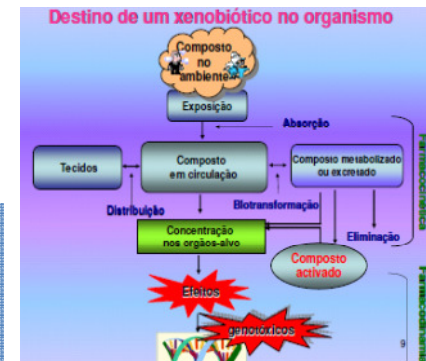 Destino de um xenobiótico no organismo
Composto
no
ambiente
Exposição
Absorção
Tecidos
Composto
em circulação
Composto metabolizado
ou excretado
Distribuição
Biotransformação
Concentração
nos orgãos-alvo
Eliminação
Composto
activado
Farmacocinética
Efeitos
genotóxicos
9